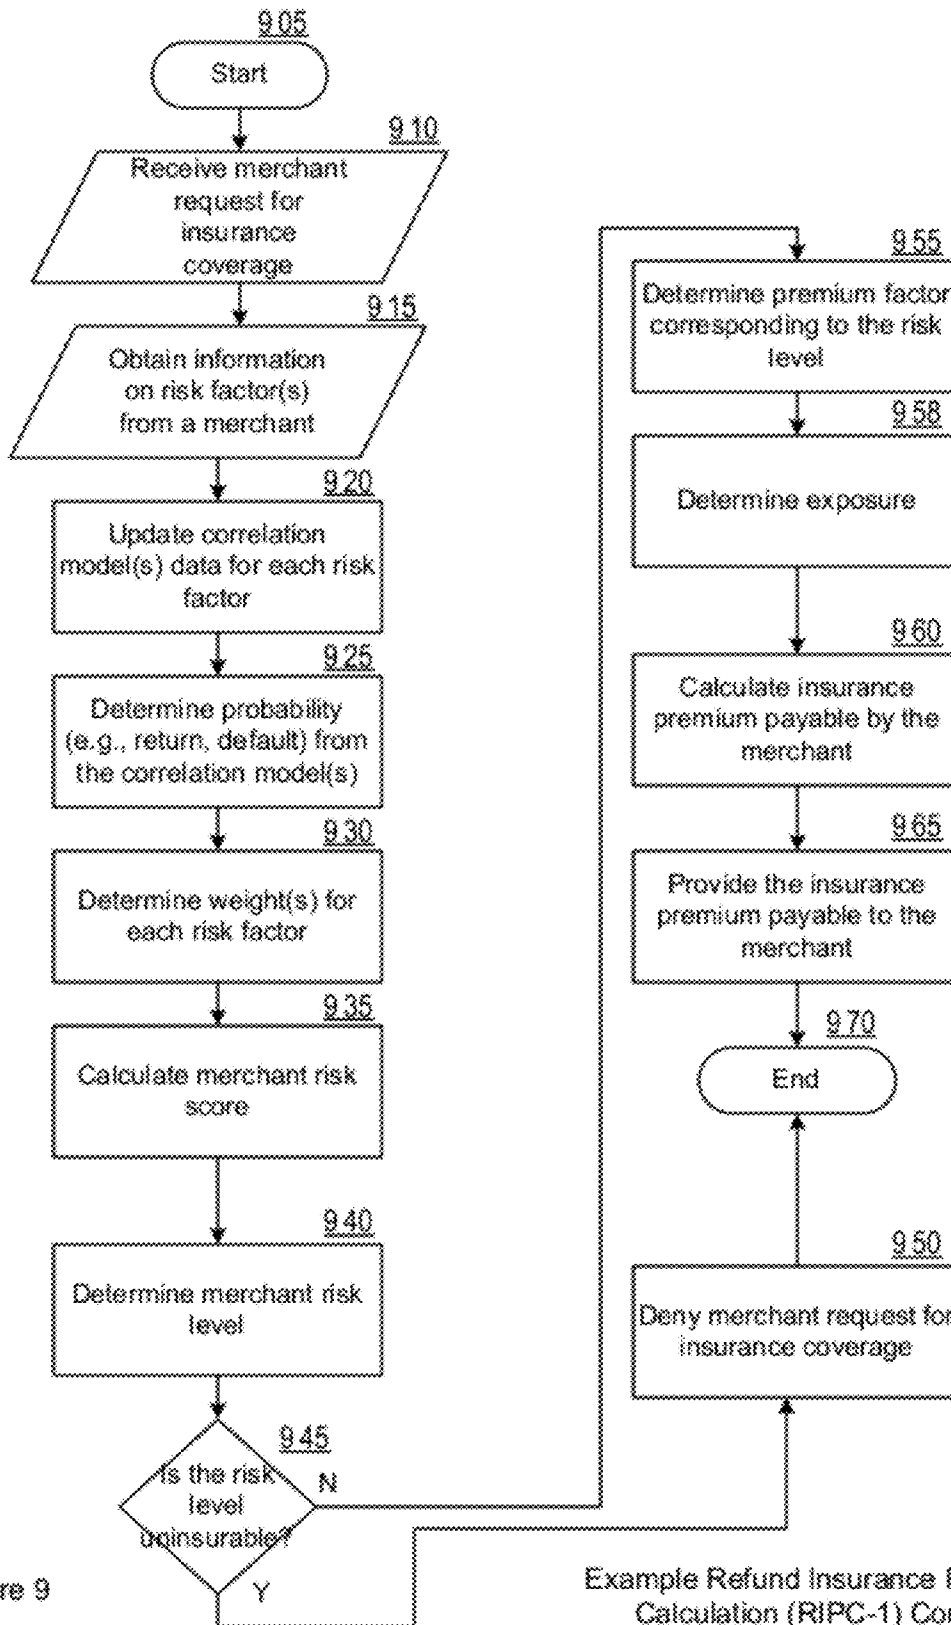 9.05
Start
9.10
Receive merchant
request for
insurance
coverage
9.15
Obtain information
on risk factor(s)
from a merchant
9.20
Update correlation
model(s) data for each risk
factor
9.25
Determine probability
(e.g., return, default) from
the correlation model(s)
9.30
Determine weight(s) for
each risk factor
9.35
Calculate merchant risk
score
9.40
Determine merchant risk
level
9.45
Is the risk
level
uninsurable?
N
Y
9.55
Determine premium factor
corresponding to the risk
level
9.58
Determine exposure
9.60
Calculate insurance
premium payable by the
merchant
9.65
Provide the insurance
premium payable to the
merchant
9.70
End
9.50
Deny merchant request for
insurance coverage
re 9
Example Refund Insurance
Calculation (RIPC-1)